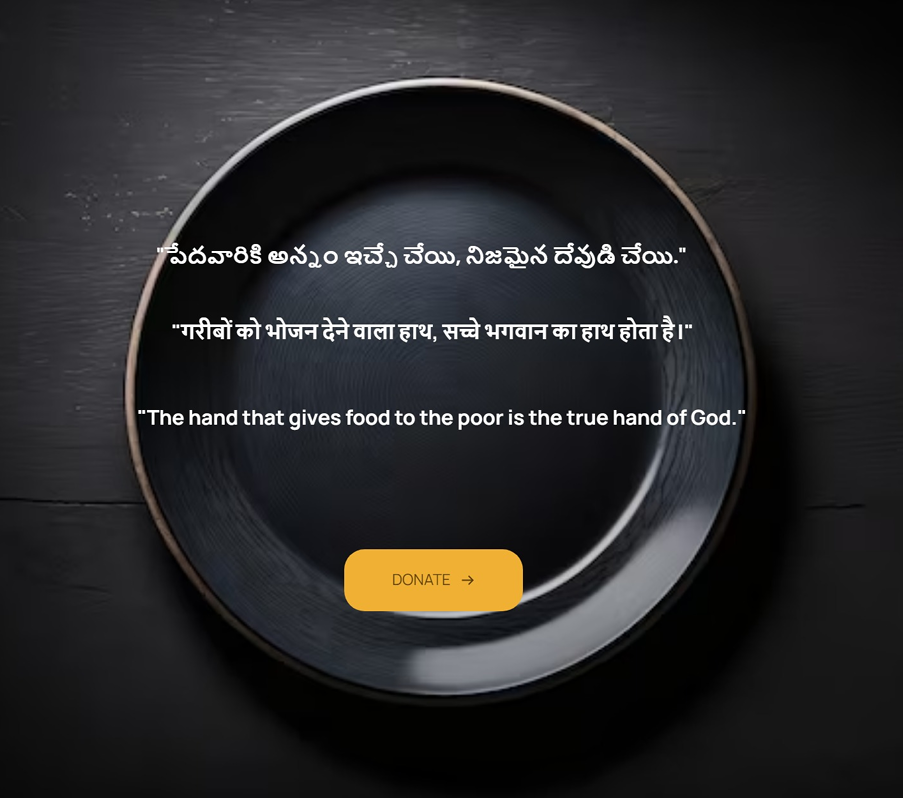 "పేదవారికి అన్నం ఇచ్చే చేయి, నిజమైన దేవుడి చేయి."
"गरीबों को भोजन देने वाला हाथ, सच्चे भगवान का हाथ होता है।"
"The hand that gives food to the poor is the true hand of God."
DONATE →